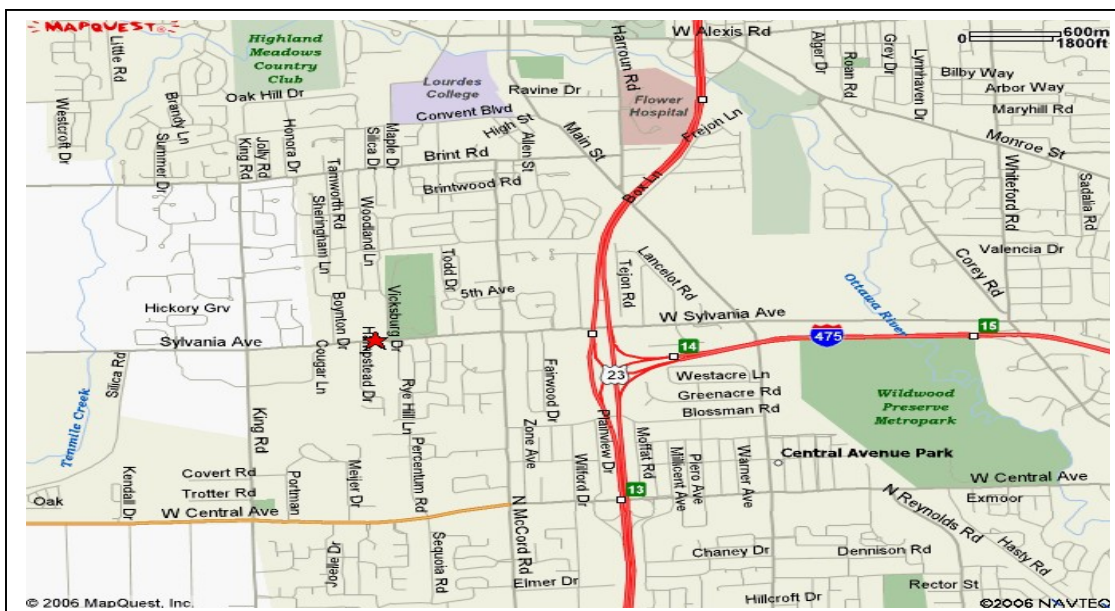 MAPQUEST
W Alexis Rd
600m
1800ft
Highland
Meadows
Country
Club
Little Rd
Harroun Rd
Alger Dr
Roan Rd
Grey Dr
Lynnhaven Dr
Bilby Way
Arbor Way
Maryhill Rd
Westcroft Dr
Brandy Ln
Oak Hill Dr
Lourdes
College
Ravine Dr
Convent Blvd
High St
Flower
Hospital
Erejon Ln
Main St
Allen St
Monroe St
Summer Dr
King Rd
Jolly Rd
Honora Dr
Silica Dr
Maple Dr
Brint Rd
Brintwood Rd
Box Ln
Whiteford Rd
Sadalia Rd
Tamworth Rd
Sheringham Ln
Woodland Ln
Todd Dr
5th Ave
Tejon Rd
Lancelot Rd
Valencia Dr
Corey Rd
Ottawa River
Hickory Grv
Boynton Dr
Vicksburg Dr
W Sylvania Ave
Sylvania Ave
Hampstead Dr
14
475
15
23
Silica Rd
Cougar Ln
Rye Hill Ln
Fairwood Dr
Plainview Dr
Westacre Ln
Greenacre Rd
Blossman Rd
Wildwood
Preserve
Metropark
Tenmile Creek
King Rd
Percentum Rd
Zone Ave
Wilford Dr
Moffat Rd
Millicent Ave
Piero Ave
Warner Ave
Central Avenue Park
Covert Rd
Trotter Rd
Oak
Kendall Dr
Portman
Meijer Dr
13
W Central Ave
Exmoor
W Central Ave
N McCord Rd
N Reynolds Rd
Hasty Rd
Joelle Dr
Sequoia Rd
Elmer Dr
Chaney Dr
Dennison Rd
Rector St
Hillcroft Dr
© 2006 MapQuest, Inc.
©2006 NAVTEQ